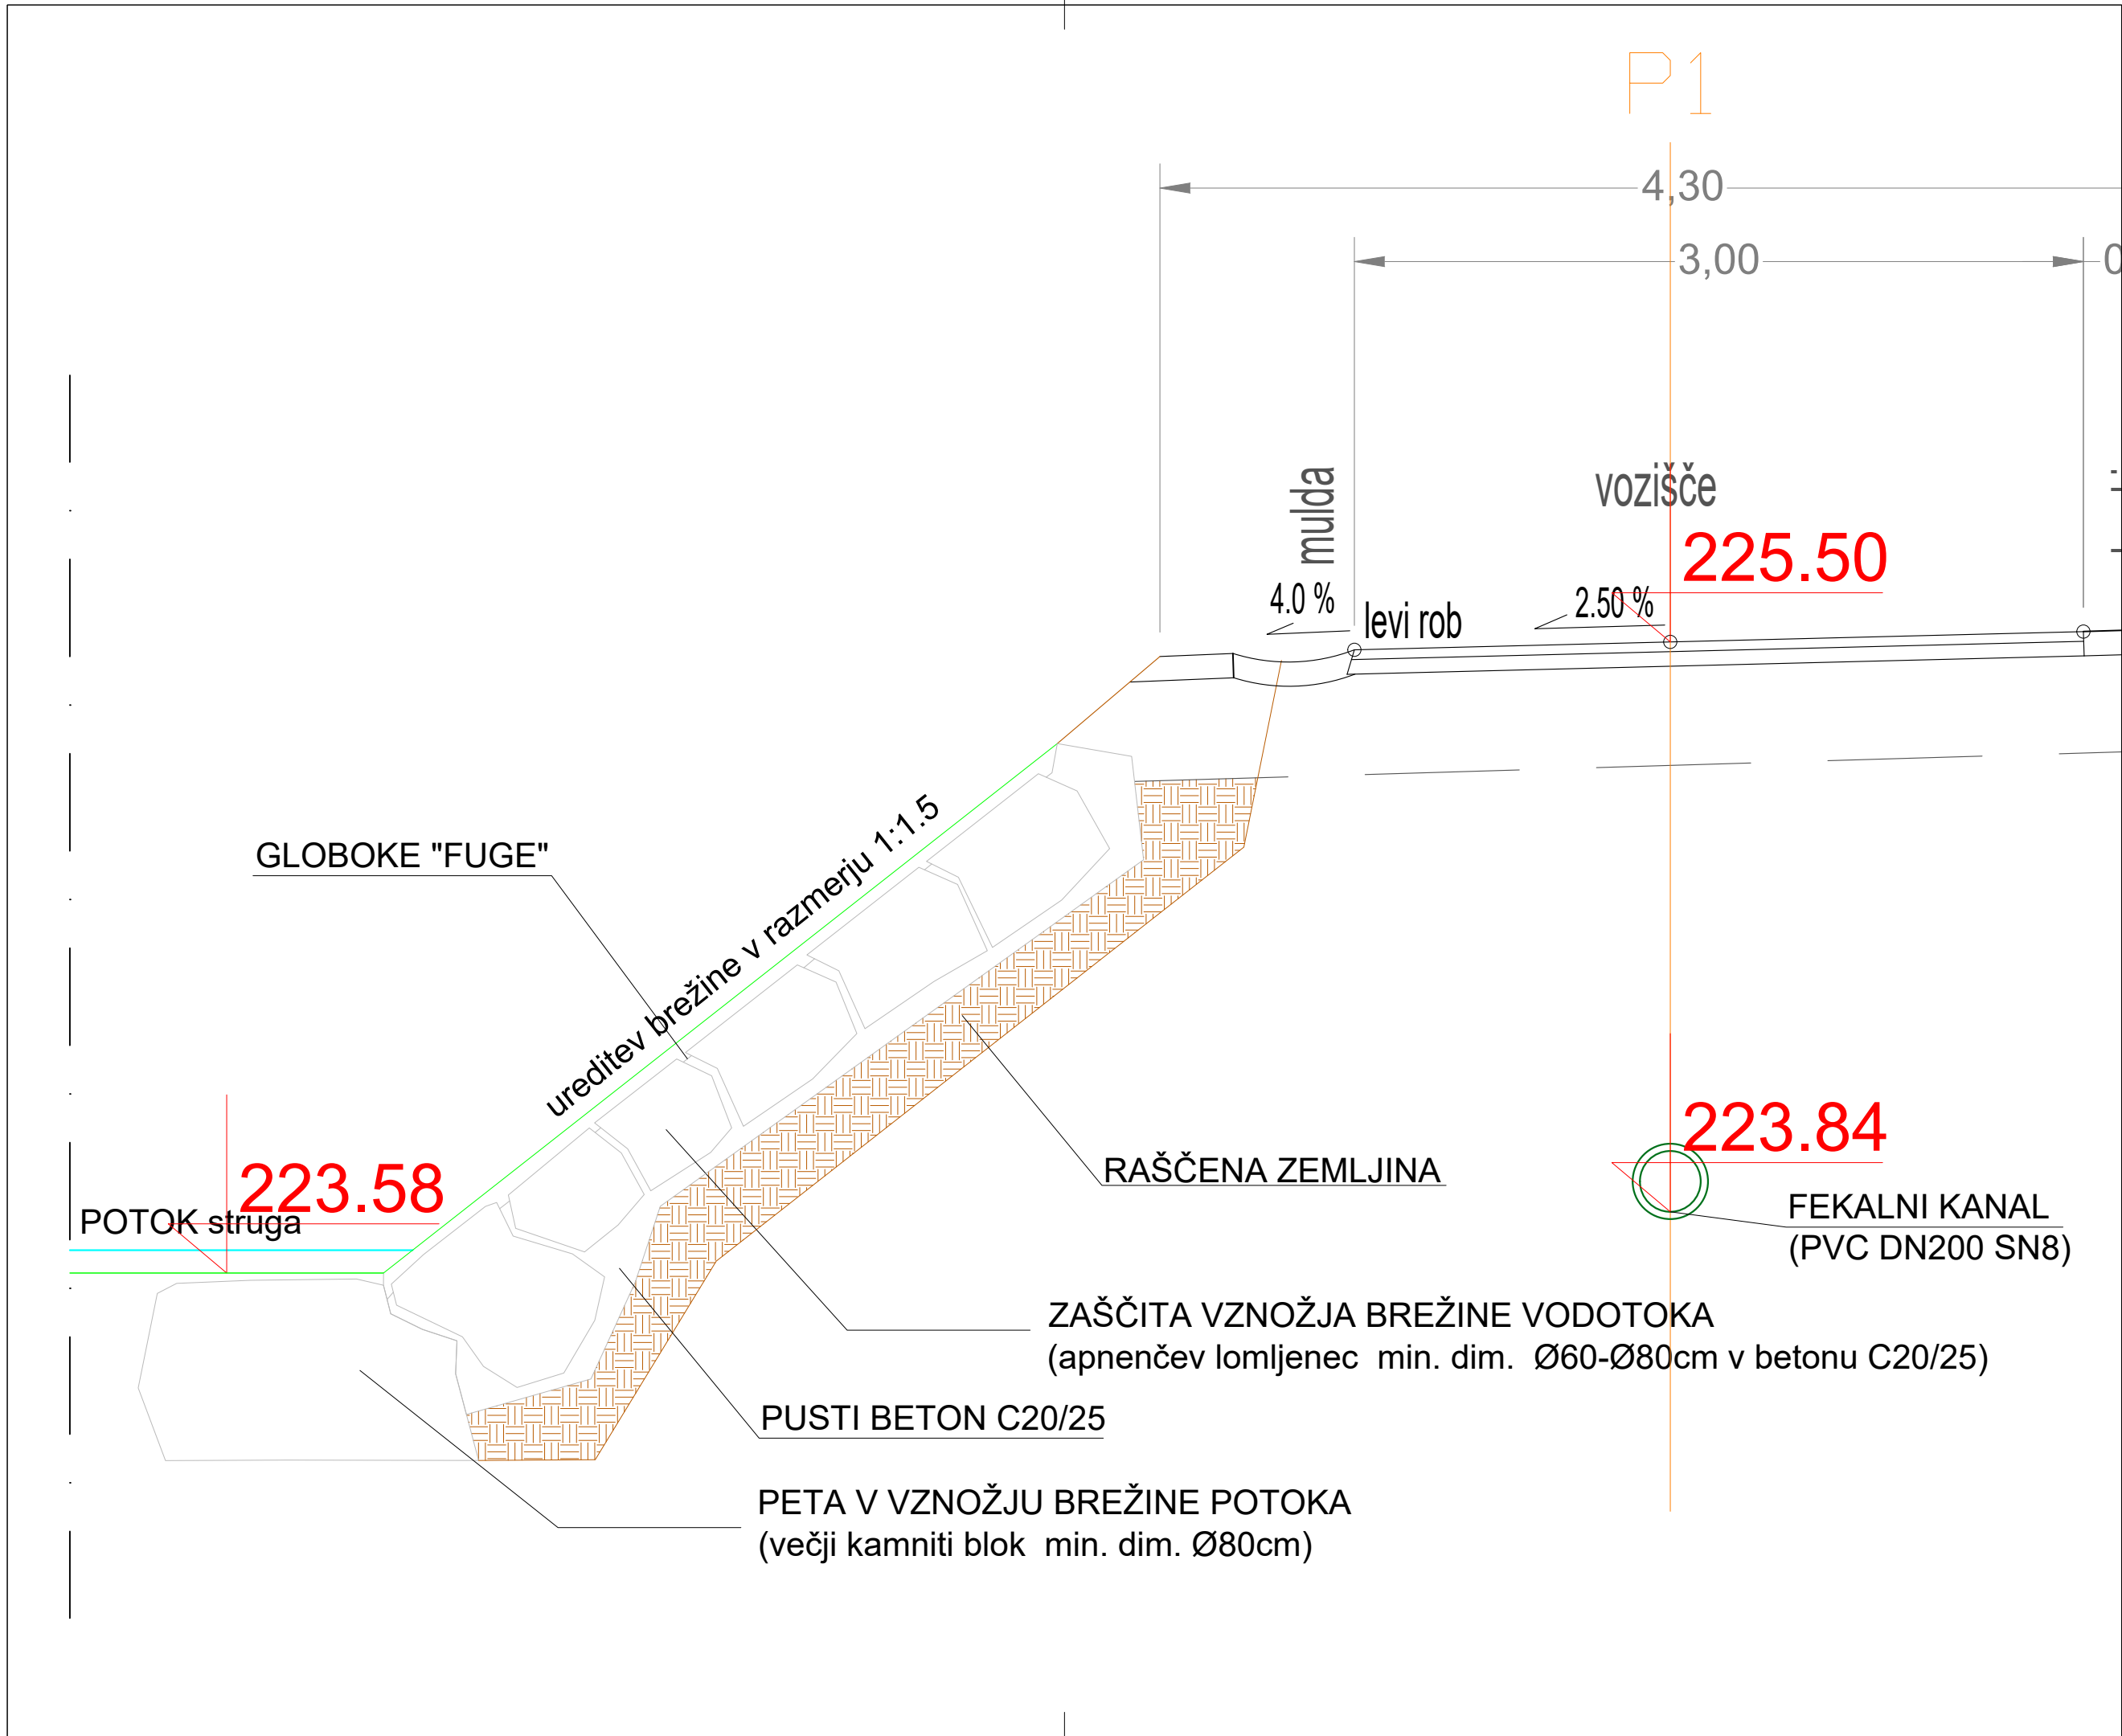 P1
4,30
3,00
0
mulda
vozišče
225.50
4.0 %
levi rob
2.50 %
ureditev brežine v razmerju 1:1.5
GLOBOKE "FUGE"
223.84
RAŠČENA ZEMLJINA
223.58
POTOK struga
FEKALNI KANAL
(PVC DN200 SN8)
ZAŠČITA VZNOŽJA BREŽINE VODOTOKA
(apnenčev lomljenec min. dim. Ø60-Ø80cm v betonu C20/25)
PUSTI BETON C20/25
PETA V VZNOŽJU BREŽINE POTOKA
(večji kamniti blok min. dim. Ø80cm)